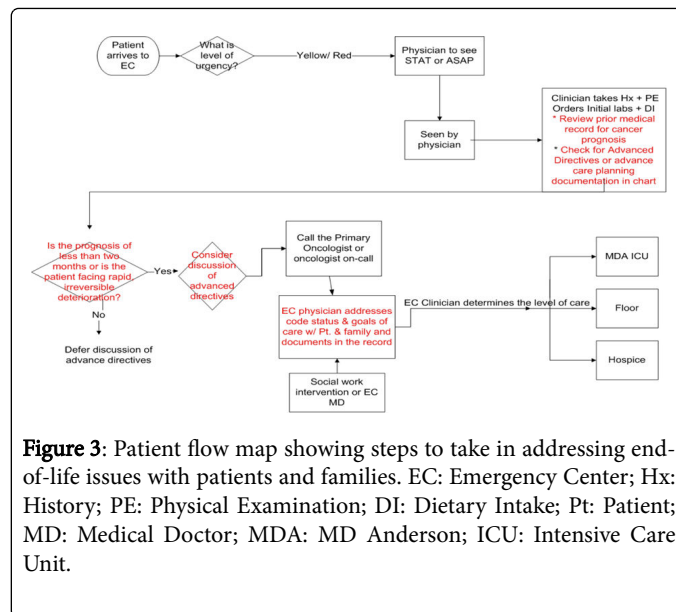 Patient
arrives to
EC
What is
level of
urgency?
Yellow/ Red
Physician to see
STAT or ASAP
Seen by
physician
Clinician takes Hx + PE
Orders Initial labs + DI
* Review prior medical
record for cancer
prognosis
* Check for Advanced
Directives or advance
care planning
documentation in chart
Is the prognosis of
less than two
months or is the
patient facing rapid,
irreversible
deterioration?
Yes
No
Defer discussion of
advance directives
Consider
discussion
of
advanced
directives
Call the Primary
Oncologist or
oncologist on-call
EC physician addresses
code status & goals of
care w/ Pt. & family and
documents in the record
Social work
intervention or EC
MD
EC Clinician determines the level of care
MDA ICU
Floor
Hospice
Figure 3: Patient flow map showing steps to take in addressing end-
of-life issues with patients and families. EC: Emergency Center; Hx:
History; PE: Physical Examination; DI: Dietary Intake; Pt: Patient;
MD: Medical Doctor; MDA: MD Anderson; ICU: Intensive Care
Unit.